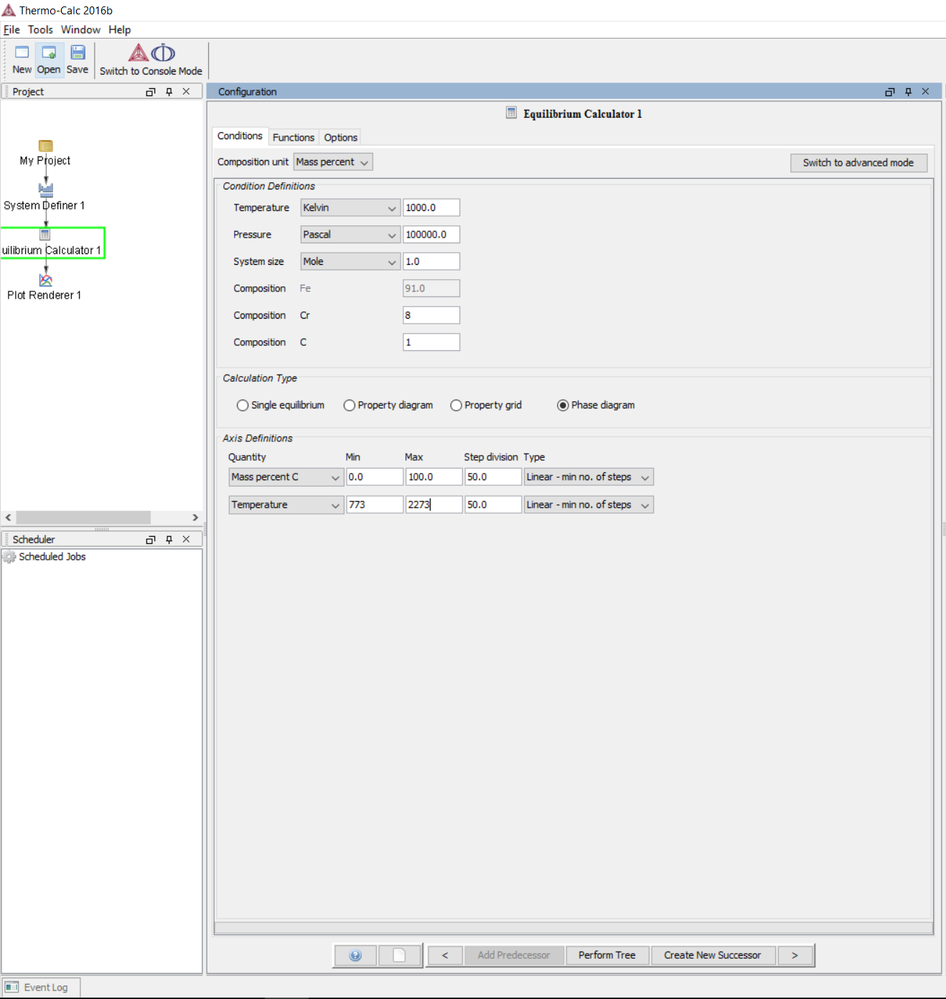 Thermo-Calc 2016b
File Tools Window Help
New Open Save Switch to Console Mode
Project
My Project
System Definer 1
uilibrium Calculator 1
Plot Renderer 1
Scheduler
Scheduled Jobs
Configuration
Equilibrium Calculator 1
Conditions Functions Options
Composition unit Mass percent Switch to advanced mode
Condition Definitions
Temperature Kelvin 1000.0
Pressure Pascal 100000.0
System size Mole 1.0
Composition Fe 91.0
Composition Cr 8
Composition C 1
Calculation Type
Single equilibrium Property diagram Property grid Phase diagram
Axis Definitions
Quantity Min Max Step division Type
Mass percent C 0.0 100.0 50.0 Linear - min no. of steps
Temperature 773 2273 50.0 Linear - min no. of steps
< Add Predecessor Perform Tree Create New Successor >
Event Log